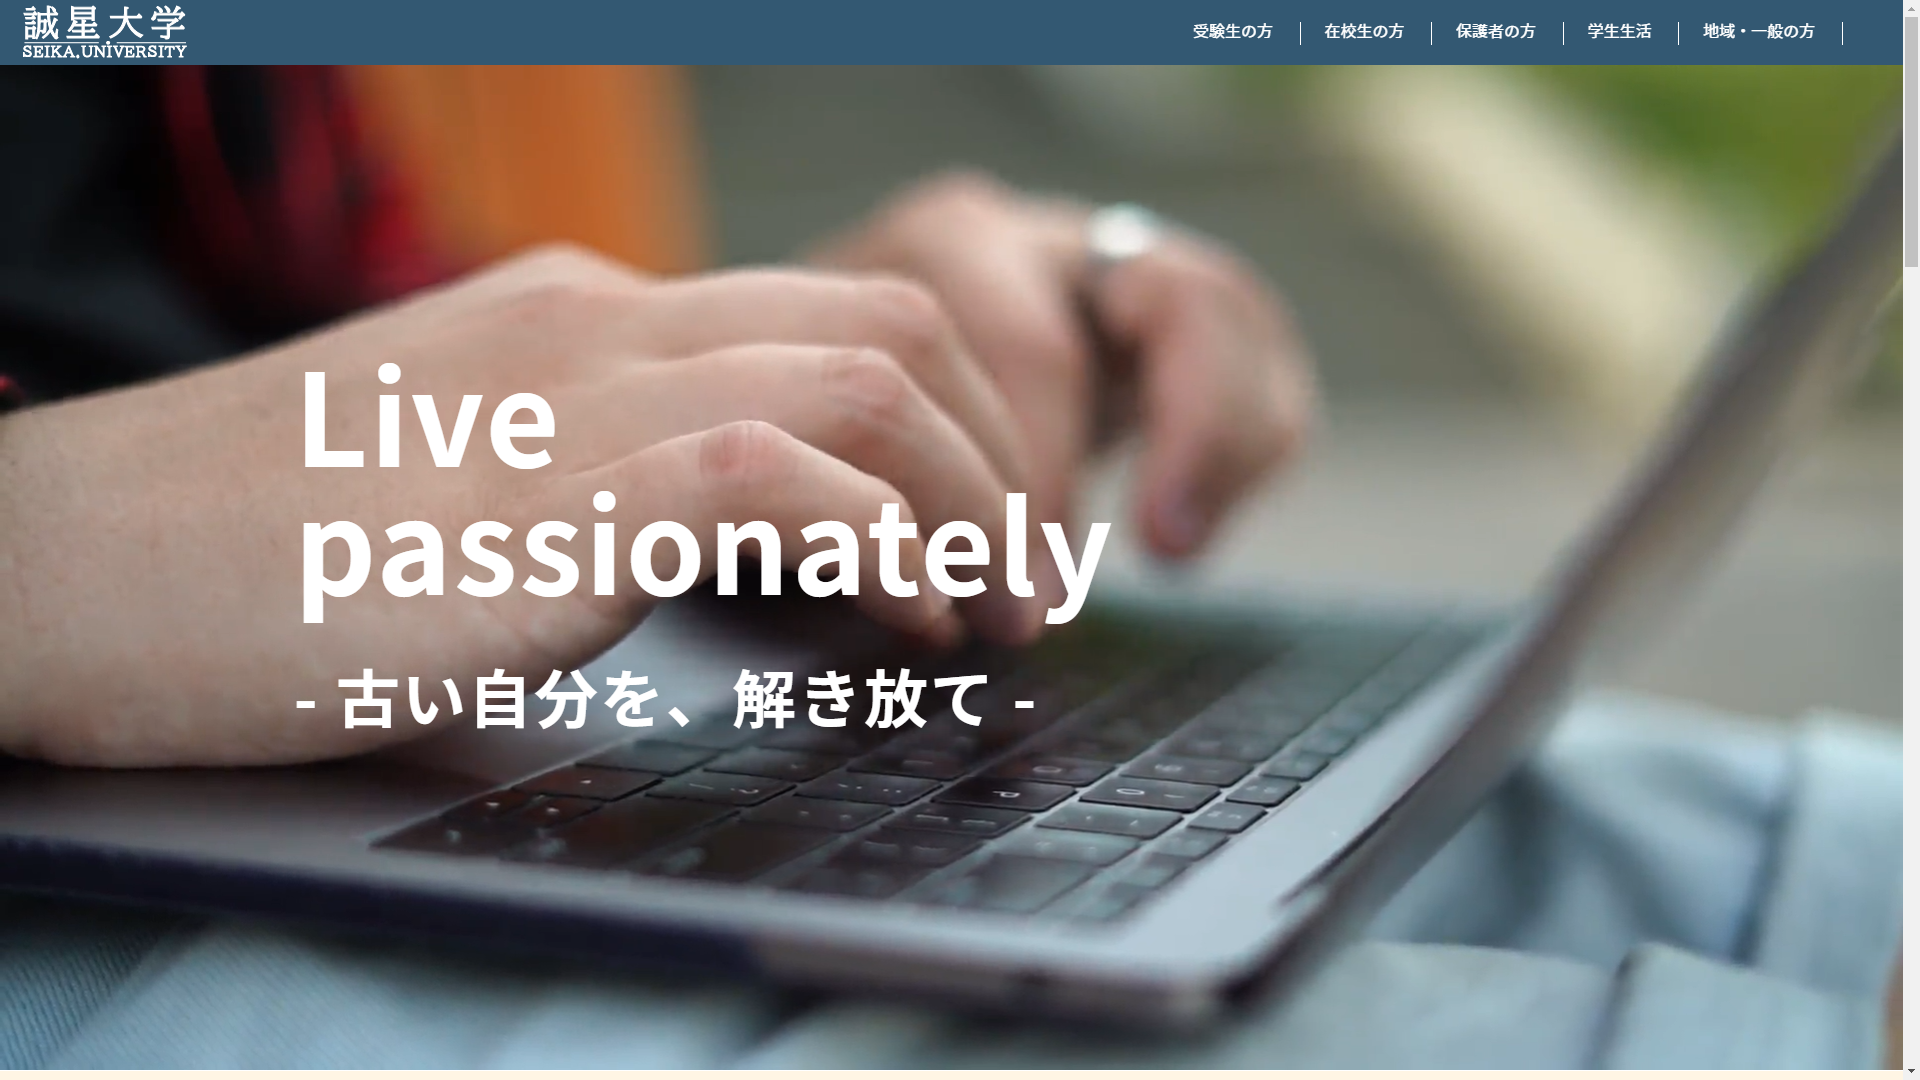 誠星大学
SEIKA.UNIVERSITY
受験生の方
在校生の方
保護者の方
学生生活
地域・一般の方
Live
passionately
- 古い自分を、解き放て -